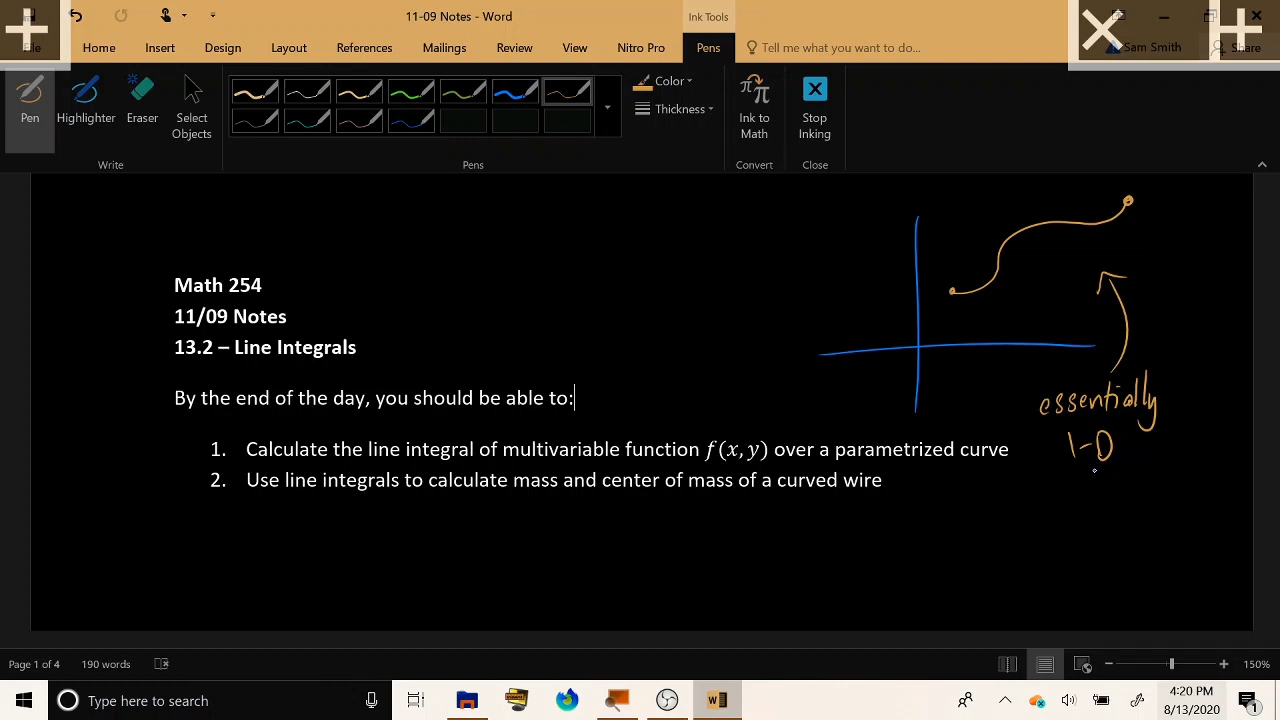 11-09 Notes - Word
Ink Tools
File
Home
Insert
Design
Layout
References
Mailings
Review
View
Nitro Pro
Pens
Tell me what you want to do...
Sam Smith
Share
Pen
Highlighter
Eraser
Select Objects
Color
Thickness
Ink to Math
Stop Inking
Write
Pens
Convert
Close
Math 254
11/09 Notes
13.2 – Line Integrals
By the end of the day, you should be able to:
1. Calculate the line integral of multivariable function f(x, y) over a parametrized curve
2. Use line integrals to calculate mass and center of mass of a curved wire
essentially
1-D
Page 1 of 4
190 words
150%
Type here to search
4:20 PM
8/13/2020
1